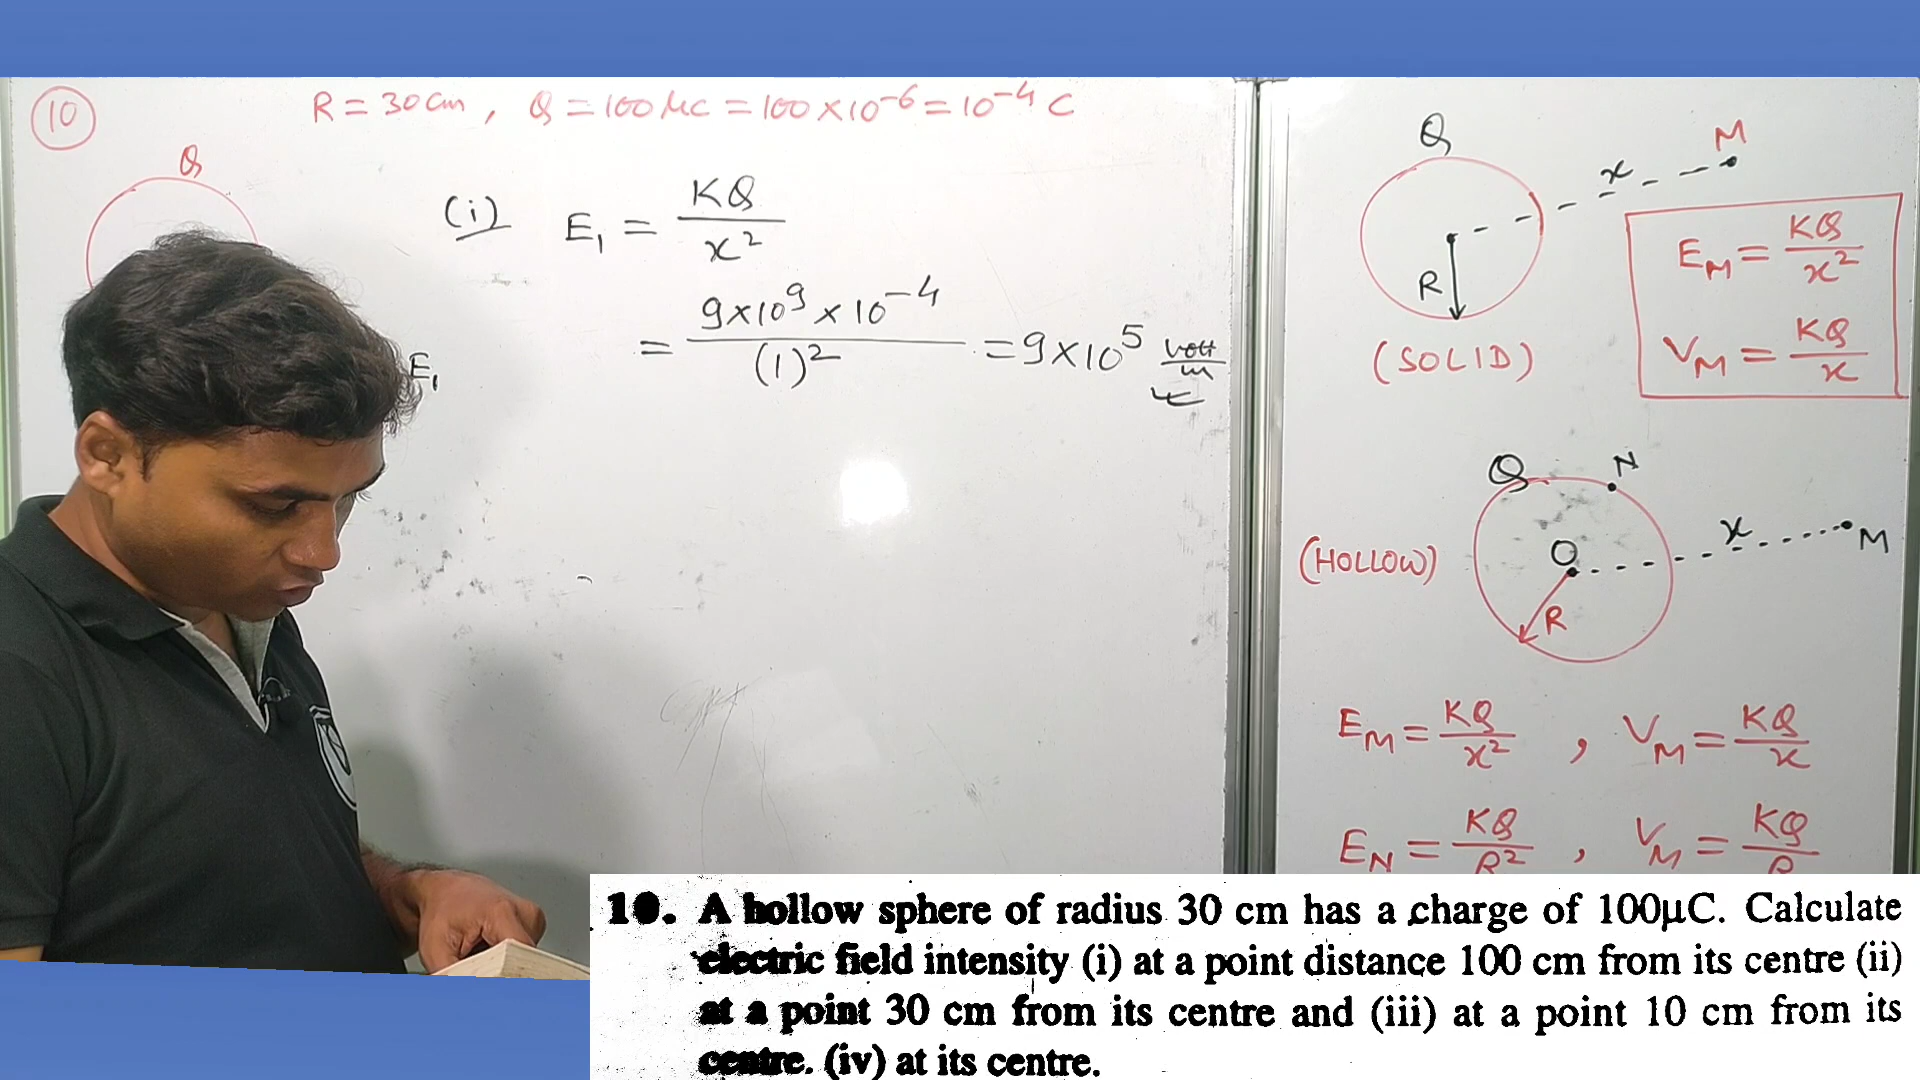 10
R = 30 cm , Q = 100 μC = 100 × 10⁻⁶ = 10⁻⁴ C
Q
(i) E₁ = KQ / x²
= 9×10⁹ × 10⁻⁴ / (1)² = 9×10⁵ volt/m
E₁
Q
x
M
R
(SOLID)
E_M = KQ / x²
V_M = KQ / x
Q
N
(HOLLOW)
O
x
M
R
E_M = KQ / x² , V_M = KQ / x
E_N = KQ / R² , V_M = KQ / R
10. A hollow sphere of radius 30 cm has a charge of 100μC. Calculate
electric field intensity (i) at a point distance 100 cm from its centre (ii)
at a point 30 cm from its centre and (iii) at a point 10 cm from its
centre. (iv) at its centre.